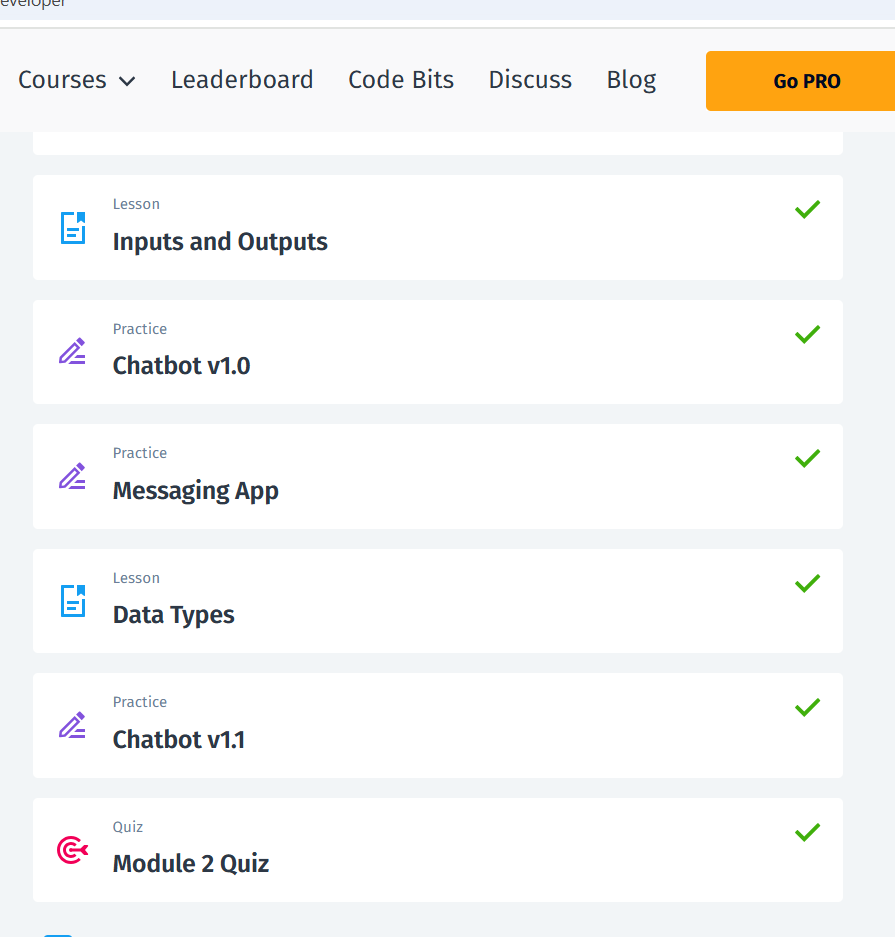 eveloper
Courses
Leaderboard
Code Bits
Discuss
Blog
Go PRO
Lesson
Inputs and Outputs
Practice
Chatbot v1.0
Practice
Messaging App
Lesson
Data Types
Practice
Chatbot v1.1
Quiz
Module 2 Quiz